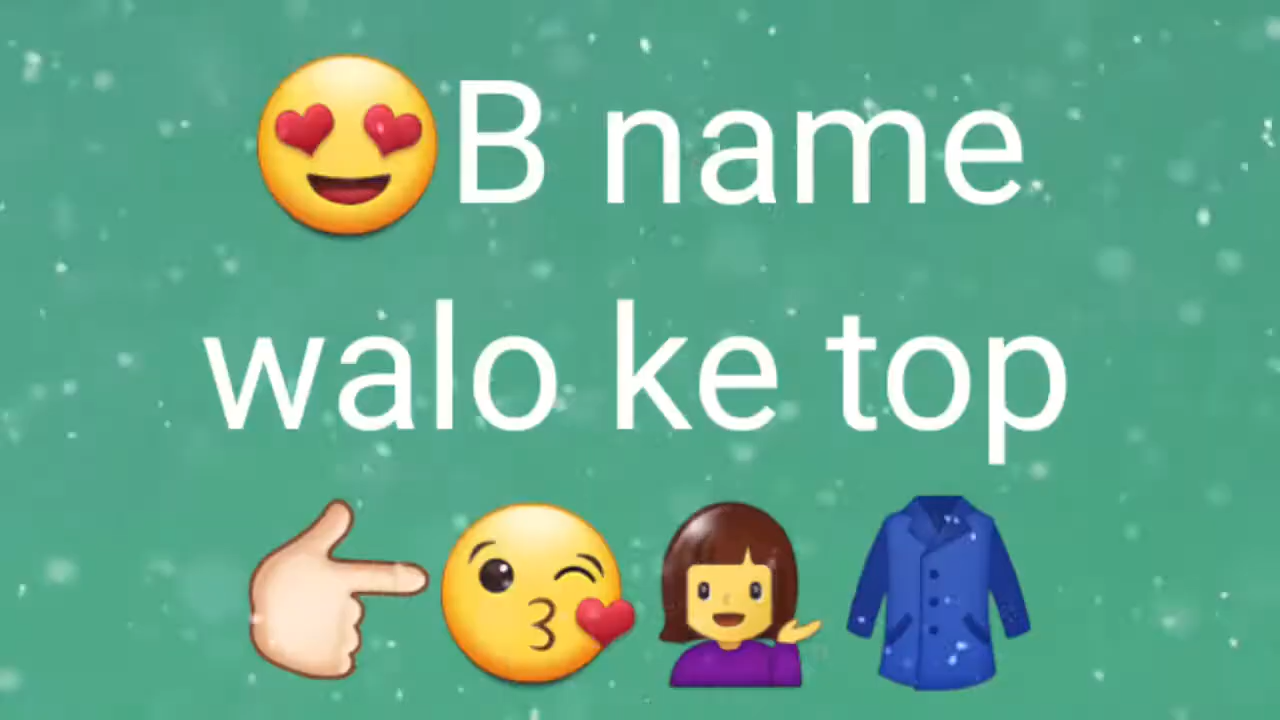 😍B name
walo ke top
👉😘💁🧥